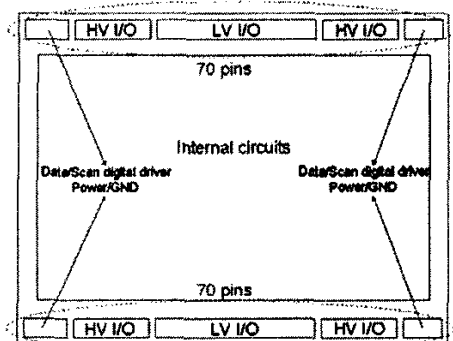 HV I/O LV I/O HV I/O
70 pins
Internal circuits
Data/Scan digital driver
Power/GND
Data/Scan digital driver
Power/GND
70 pins
HV I/O LV I/O HV I/O